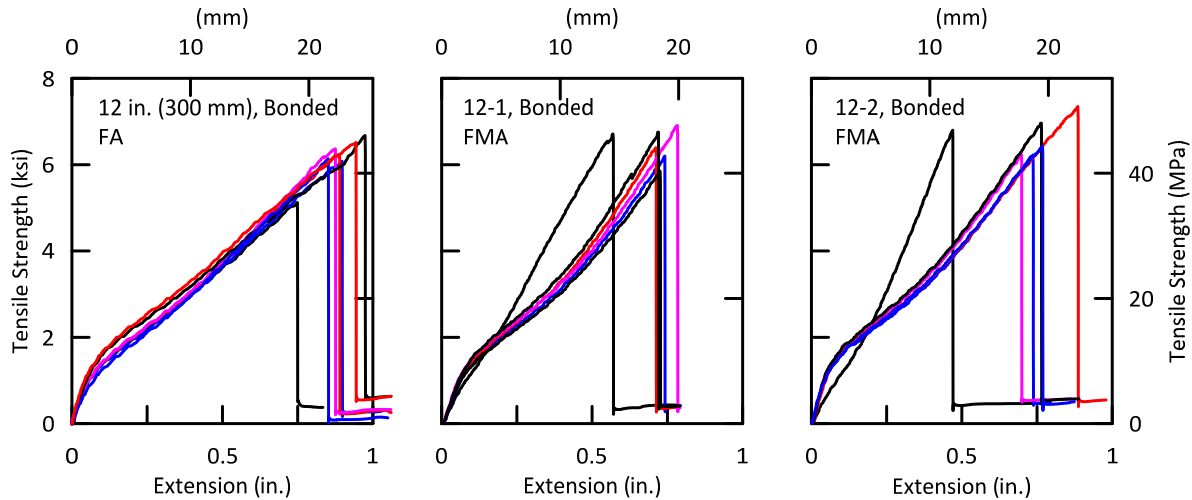 (mm)
(mm)
(mm)
0 10 20
0 10 20
0 10 20
8
6
4
2
0
Tensile Strength (ksi)
12 in. (300 mm), Bonded
FA
12-1, Bonded
FMA
12-2, Bonded
FMA
40
20
0
Tensile Strength (MPa)
0 0.5 1
0 0.5 1
0 0.5 1
Extension (in.)
Extension (in.)
Extension (in.)